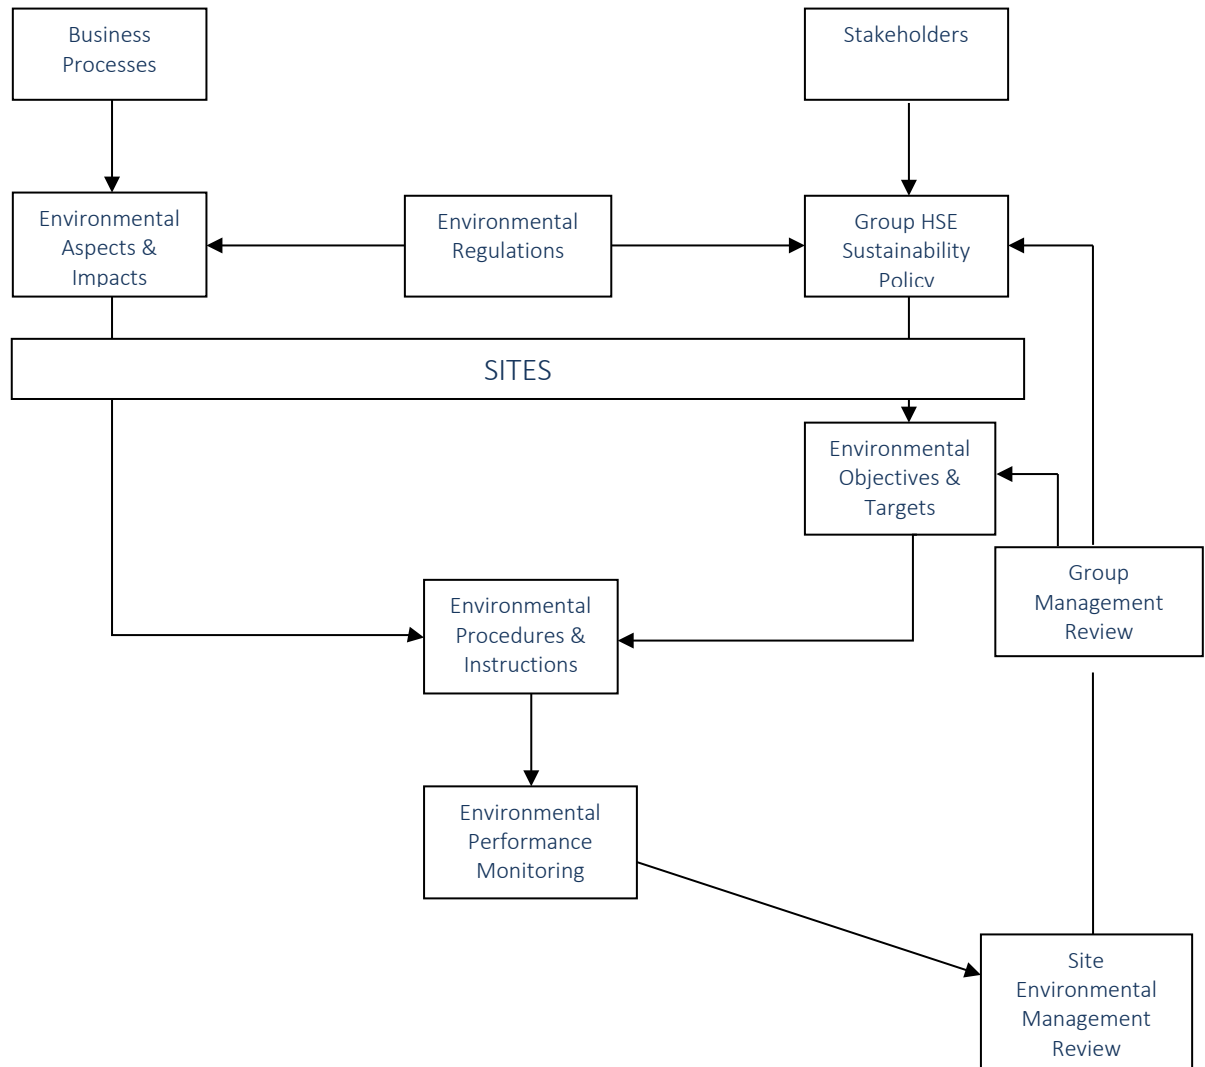 Business
Processes
Stakeholders
Environmental
Aspects &
Impacts
Environmental
Regulations
Group HSE
Sustainability
Policy
SITES
Environmental
Objectives &
Targets
Group
Management
Review
Environmental
Procedures &
Instructions
Environmental
Performance
Monitoring
Site
Environmental
Management
Review